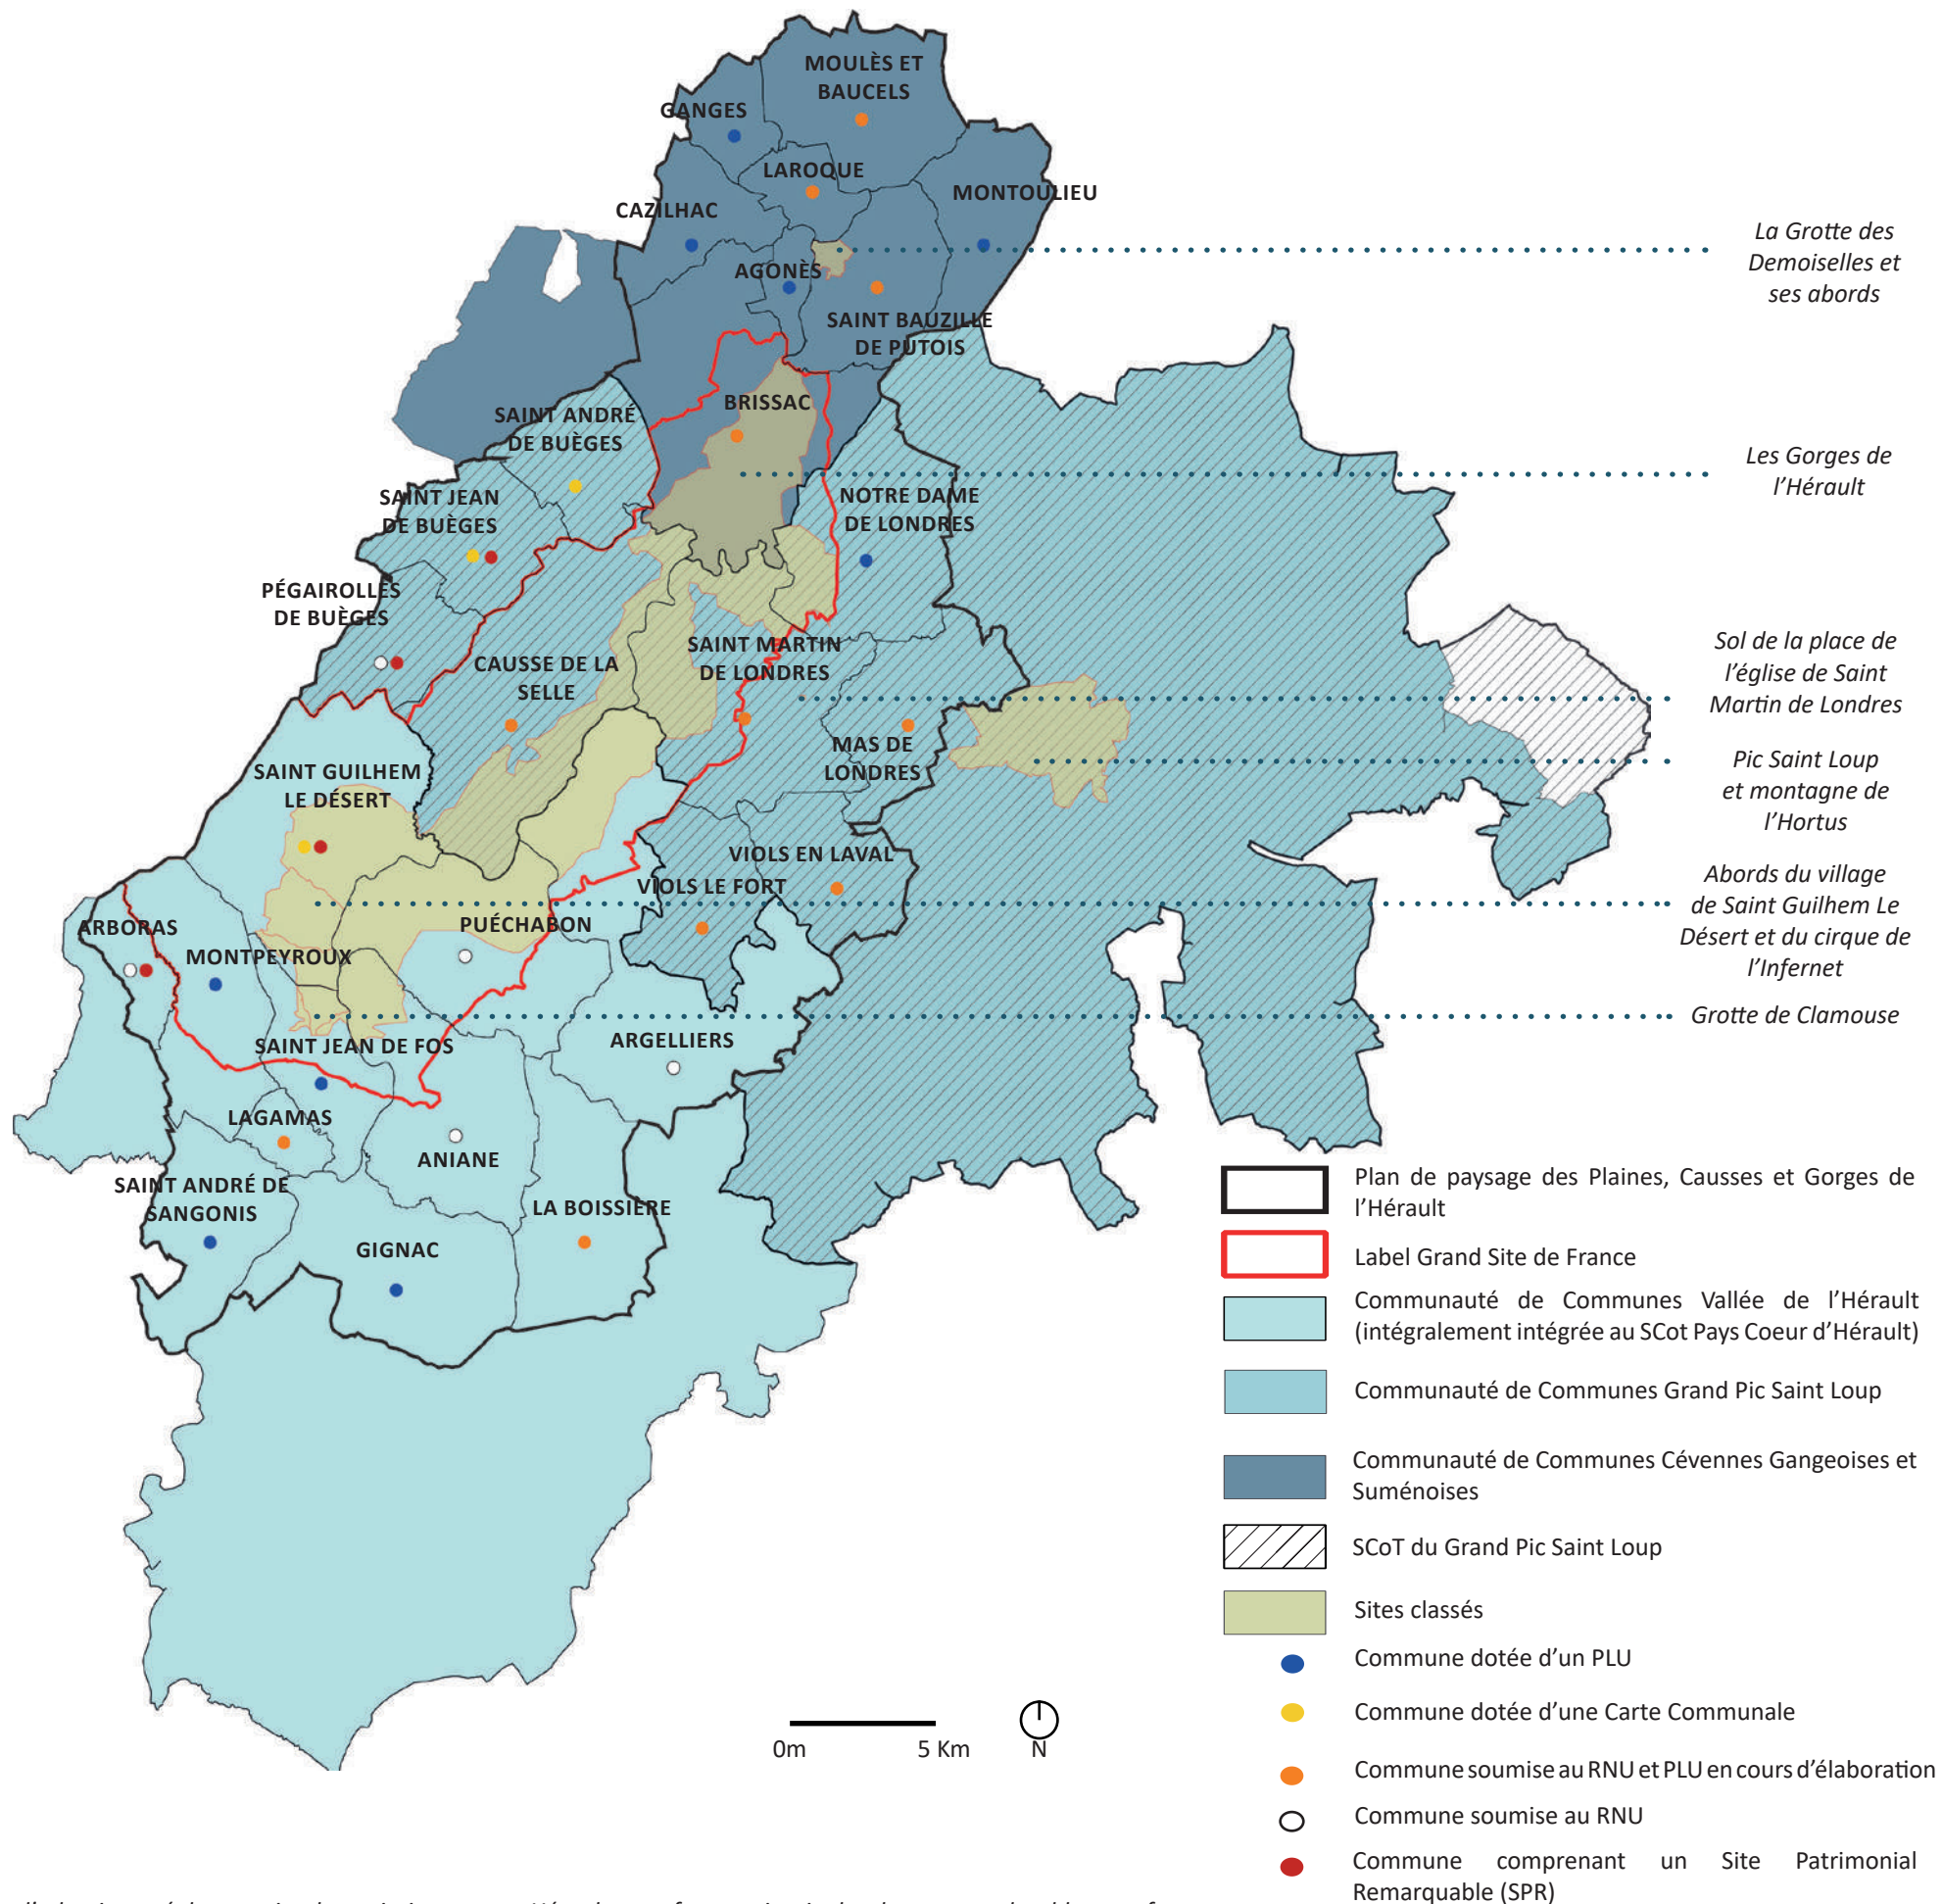 MOULÈS ET
BAUCELS
GANGES
LAROQUE
MONTOULIEU
CAZILHAC
AGONÈS
SAINT BAUZILLE
DE PUTOIS
BRISSAC
SAINT ANDRÉ
DE BUÈGES
SAINT JEAN
DE BUÈGES
NOTRE DAME
DE LONDRES
PÉGAIROLLES
DE BUÈGES
SAINT MARTIN
DE LONDRES
CAUSSE DE LA
SELLE
MAS DE
LONDRES
SAINT GUILHEM
LE DÉSERT
VIOLS EN LAVAL
VIOLS LE FORT
ARBORAS
PUÉCHABON
MONTPEYROUX
SAINT JEAN DE FOS
ARGELLIERS
LAGAMAS
ANIANE
SAINT ANDRÉ DE
SANGONIS
LA BOISSIÈRE
GIGNAC
La Grotte des
Demoiselles et
ses abords
Les Gorges de
l’Hérault
Sol de la place de
l’église de Saint
Martin de Londres
Pic Saint Loup
et montagne de
l’Hortus
Abords du village
de Saint Guilhem Le
Désert et du cirque de
l’Infernet
Grotte de Clamouse
Plan de paysage des Plaines, Causses et Gorges de
l’Hérault
Label Grand Site de France
Communauté de Communes Vallée de l’Hérault
(intégralement intégrée au SCot Pays Coeur d’Hérault)
Communauté de Communes Grand Pic Saint Loup
Communauté de Communes Cévennes Gangeoises et
Suménoises
SCoT du Grand Pic Saint Loup
Sites classés
Commune dotée d’un PLU
Commune dotée d’une Carte Communale
Commune soumise au RNU et PLU en cours d’élaboration
Commune soumise au RNU
Commune comprenant un Site Patrimonial
Remarquable (SPR)
0m 5 Km
N